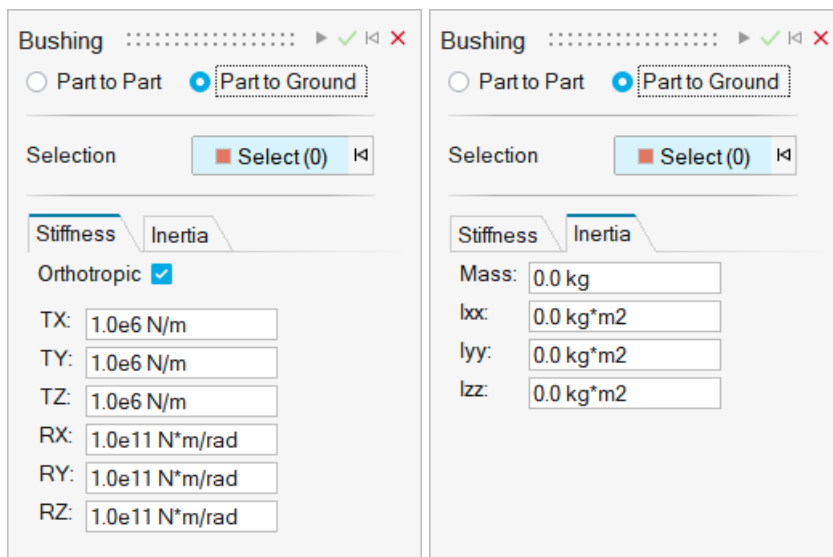 Bushing
Part to Part Part to Ground
Selection Select (0)
Stiffness Inertia
Orthotropic
TX: 1.0e6 N/m
TY: 1.0e6 N/m
TZ: 1.0e6 N/m
RX: 1.0e11 N*m/rad
RY: 1.0e11 N*m/rad
RZ: 1.0e11 N*m/rad
Bushing
Part to Part Part to Ground
Selection Select (0)
Stiffness Inertia
Mass: 0.0 kg
Ixx: 0.0 kg*m2
Iyy: 0.0 kg*m2
Izz: 0.0 kg*m2